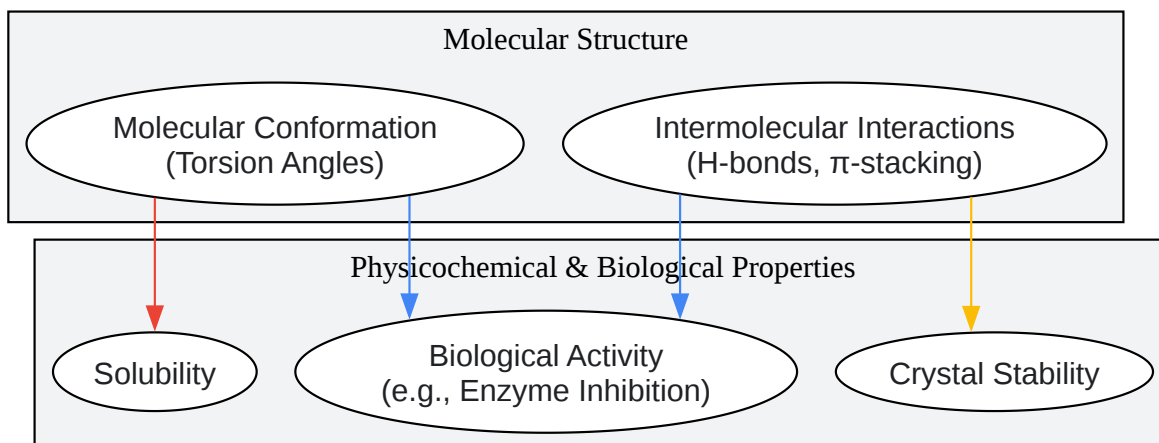 Molecular Structure
Molecular Conformation
(Torsion Angles)
Intermolecular Interactions
(H-bonds, π-stacking)
Physicochemical & Biological Properties
Solubility
Biological Activity
(e.g., Enzyme Inhibition)
Crystal Stability